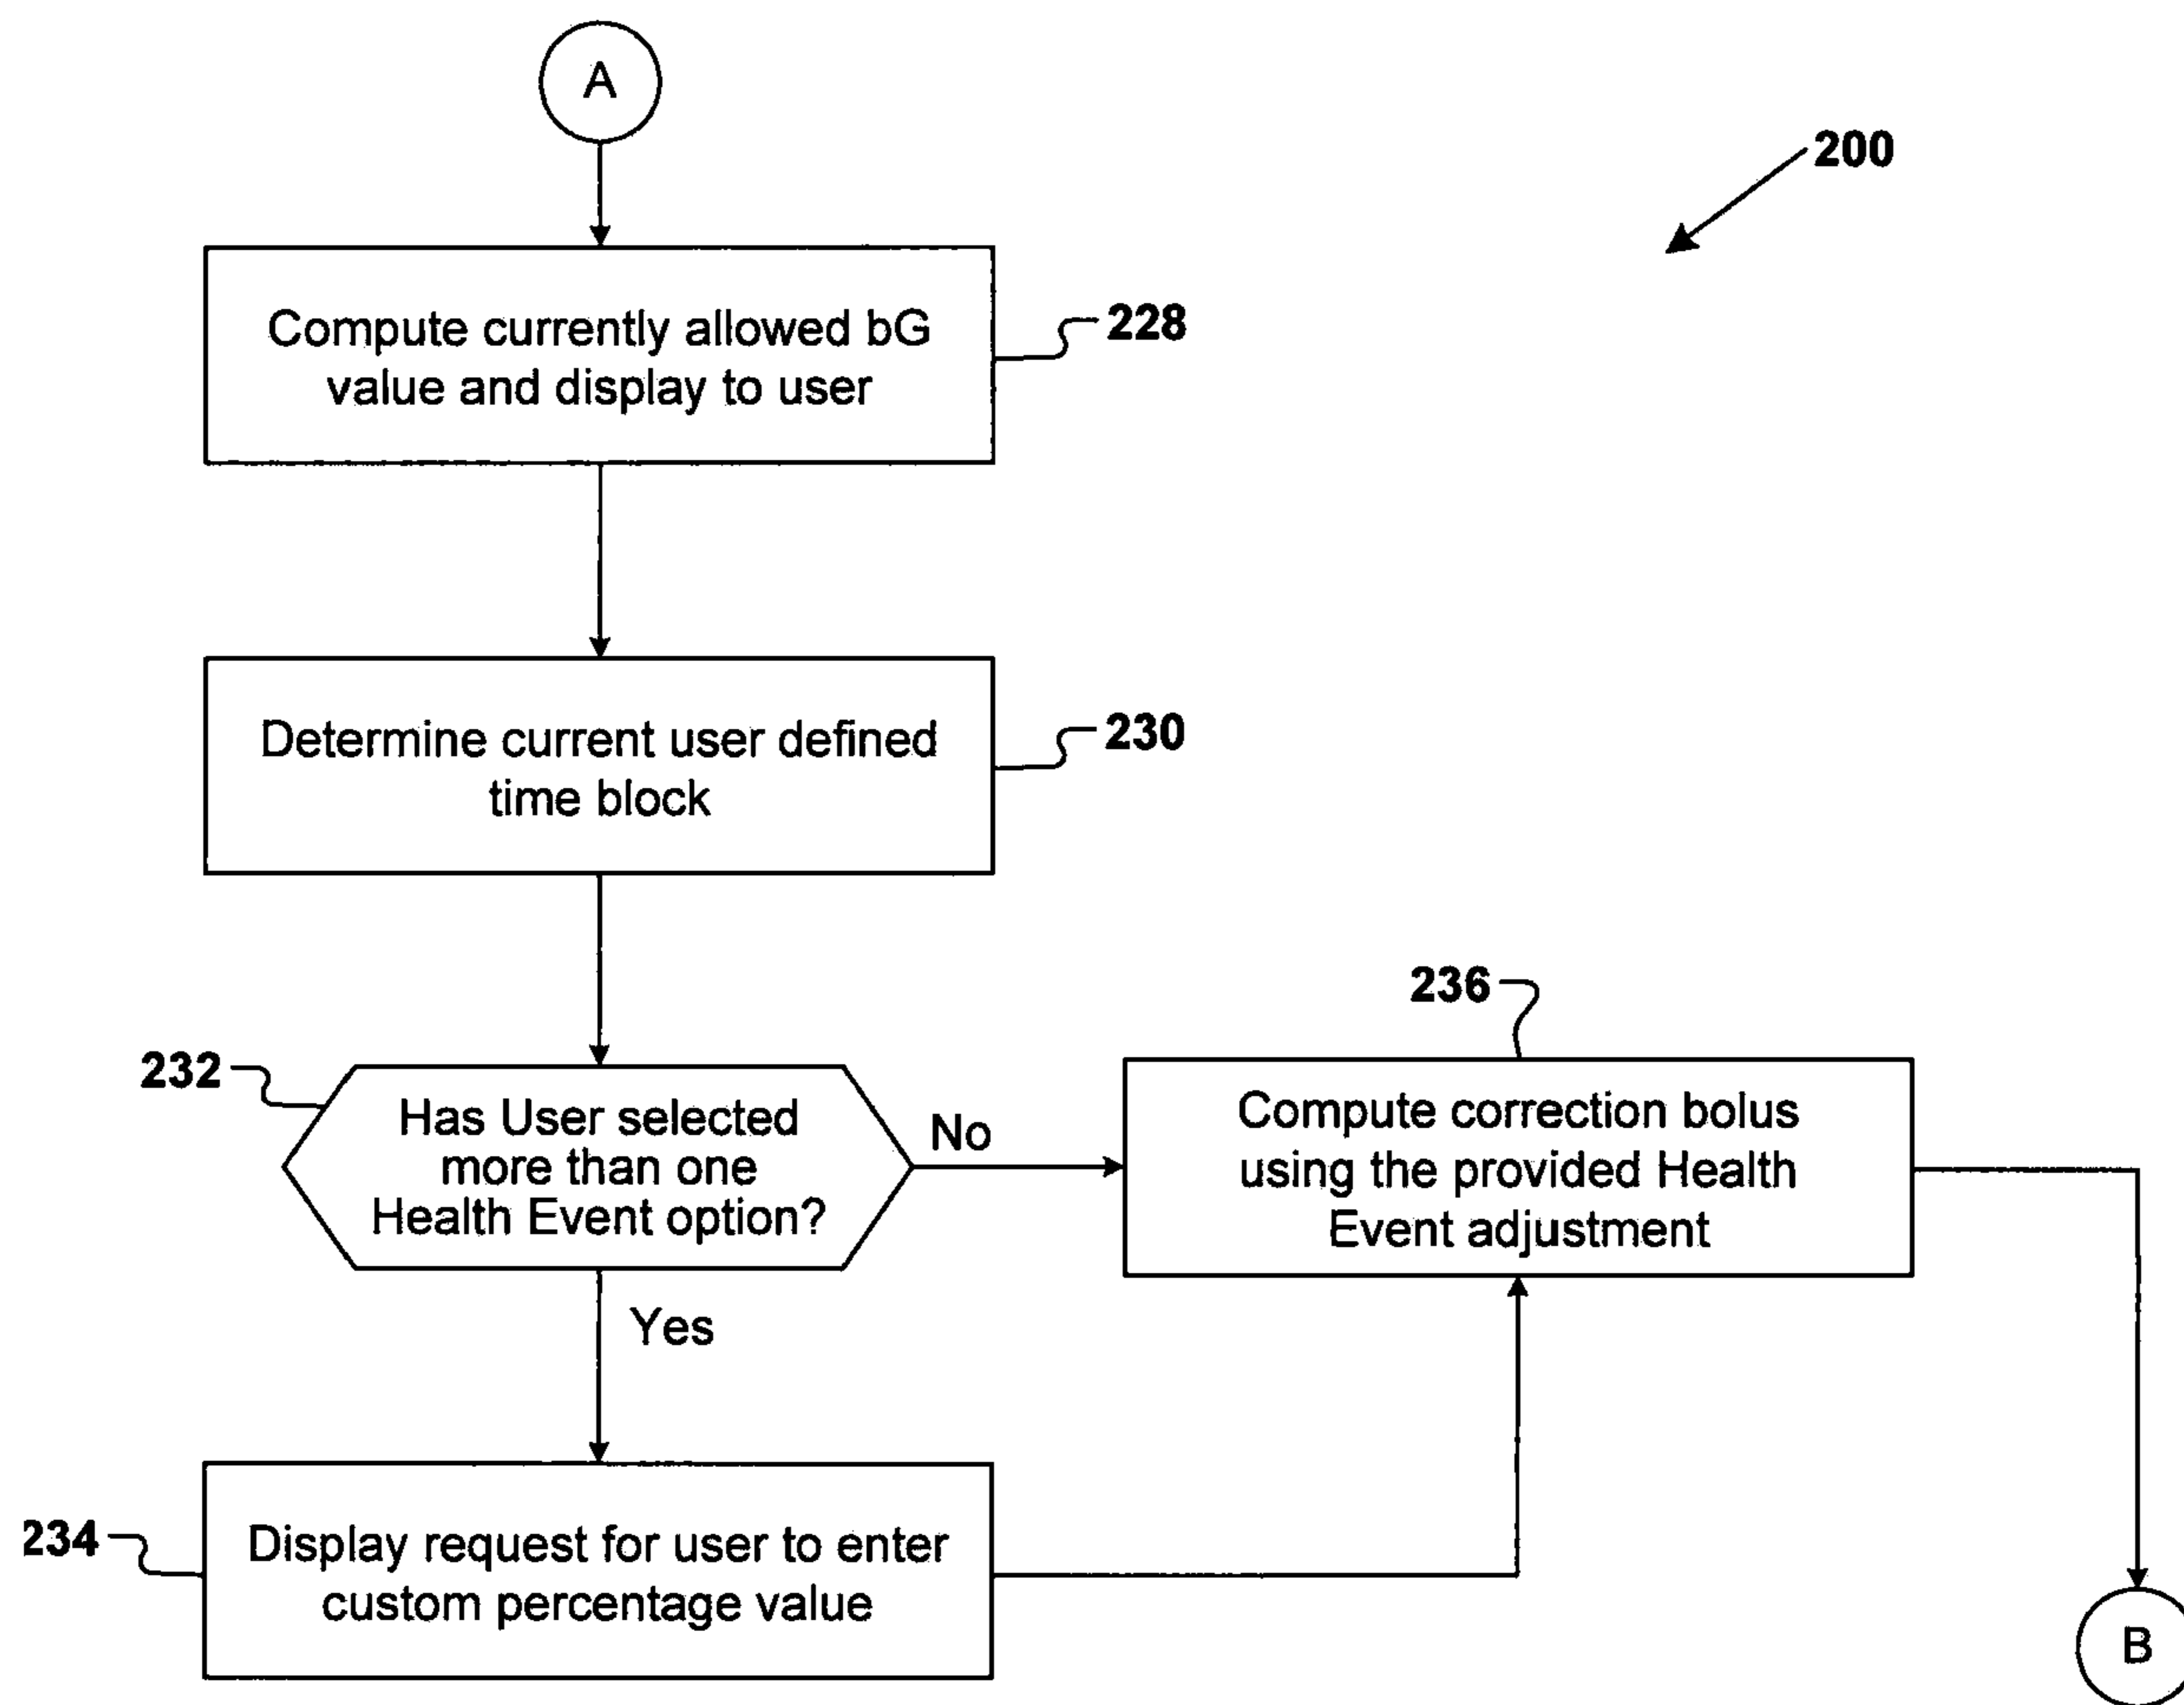 A
200
Compute currently allowed bG
value and display to user
228
Determine current user defined
time block
230
232
Has User selected
more than one
Health Event option?
No
236
Compute correction bolus
using the provided Health
Event adjustment
Yes
234
Display request for user to enter
custom percentage value
B